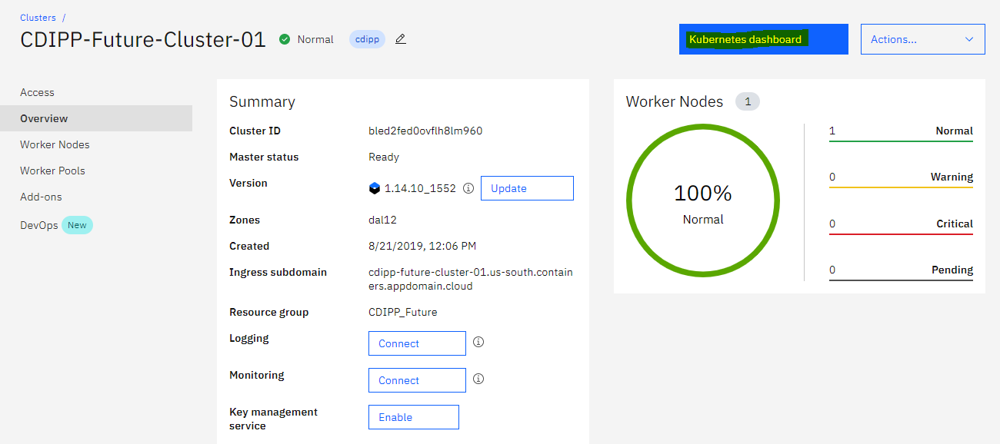 Clusters /
CDIPP-Future-Cluster-01 Normal cdipp
Kubernetes dashboard
Actions...
Access
Overview
Worker Nodes
Worker Pools
Add-ons
DevOps New
Summary
Cluster ID bled2fed0ovflh8lm960
Master status Ready
Version 1.14.10_1552 Update
Zones dal12
Created 8/21/2019, 12:06 PM
Ingress subdomain cdipp-future-cluster-01.us-south.contain
ers.appdomain.cloud
Resource group CDIPP_Future
Logging Connect
Monitoring Connect
Key management
service Enable
Worker Nodes 1
100%
Normal
1 Normal
0 Warning
0 Critical
0 Pending